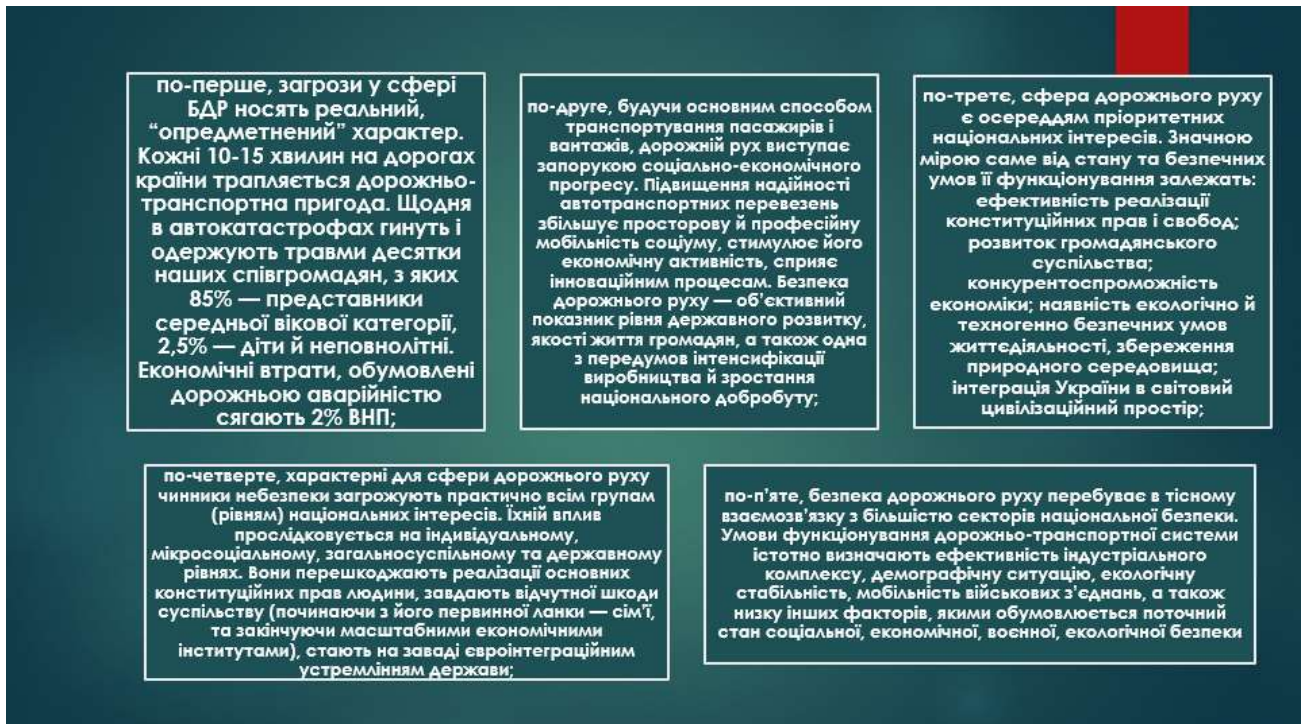 по-перше, загрози у сфері
БДР носять реальний,
“опредметнений” характер.
Кожні 10-15 хвилин на дорогах
країни трапляється дорожньо-
транспортна пригода. Щодня
в автокатастрофах гинуть і
одержують травми десятки
наших співгромадян, з яких
85% — представники
середньої вікової категорії,
2,5% — діти й неповнолітні.
Економічні втрати, обумовлені
дорожньою аварійністю
сягають 2% ВНП;
по-друге, будучи основним способом
транспортування пасажирів і
вантажів, дорожній рух виступає
запорукою соціально-економічного
прогресу. Підвищення надійності
автотранспортних перевезень
збільшує просторову й професійну
мобільність соціуму, стимулює його
економічну активність, сприяє
інноваційним процесам. Безпека
дорожнього руху — об'єктивний
показник рівня державного розвитку,
якості життя громадян, а також одна
з передумов інтенсифікації
виробництва й зростання
національного добробуту;
по-третє, сфера дорожнього руху
є осереддям пріоритетних
національних інтересів. Значною
мірою саме від стану та безпечних
умов її функціонування залежать:
ефективність реалізації
конституційних прав і свобод;
розвиток громадянського
суспільства;
конкурентоспроможність
економіки; наявність екологічно й
техногенно безпечних умов
життєдіяльності, збереження
природного середовища;
інтеграція України в світовий
цивілізаційний простір;
по-четверте, характерні для сфери дорожнього руху
чинники небезпеки загрожують практично всім групам
(рівням) національних інтересів. Їхній вплив
прослідковується на індивідуальному,
мікросоціальному, загальносуспільному та державному
рівнях. Вони перешкоджають реалізації основних
конституційних прав людини, завдають відчутної шкоди
суспільству (починаючи з його первинної ланки — сім'ї,
та закінчуючи масштабними економічними
інститутами), стають на заваді євроінтеграційним
устремлінням держави;
по-п'яте, безпека дорожнього руху перебуває в тісному
взаємозв'язку з більшістю секторів національної безпеки.
Умови функціонування дорожньо-транспортної системи
істотно визначають ефективність індустріального
комплексу, демографічну ситуацію, екологічну
стабільність, мобільність військових з'єднань, а також
низку інших факторів, якими обумовлюється поточний
стан соціальної, економічної, воєнної, екологічної безпеки